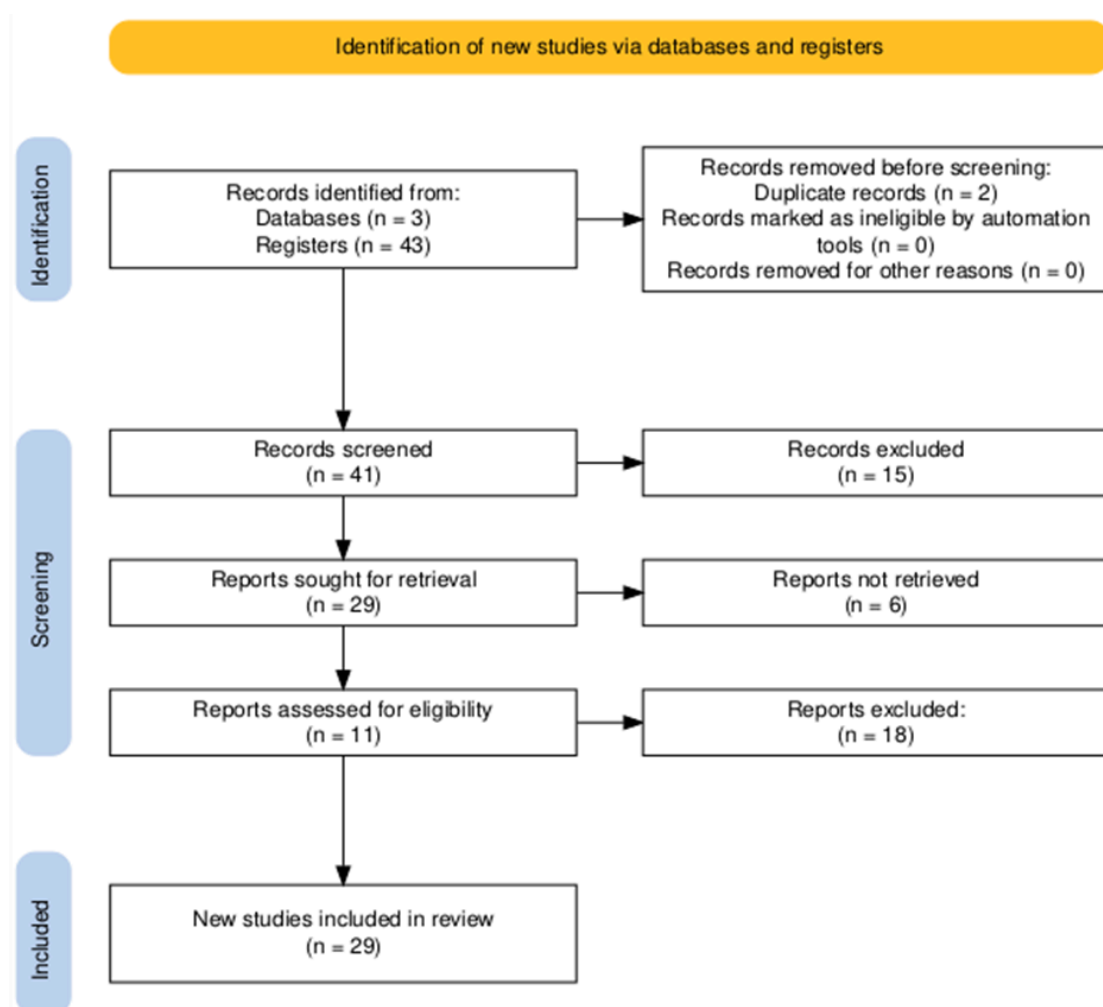 Identification of new studies via databases and registers
Identification
Records identified from:
Databases (n = 3)
Registers (n = 43)
Records removed before screening:
Duplicate records (n = 2)
Records marked as ineligible by automation
tools (n = 0)
Records removed for other reasons (n = 0)
Screening
Records screened
(n = 41)
Records excluded
(n = 15)
Reports sought for retrieval
(n = 29)
Reports not retrieved
(n = 6)
Reports assessed for eligibility
(n = 11)
Reports excluded:
(n = 18)
Included
New studies included in review
(n = 29)